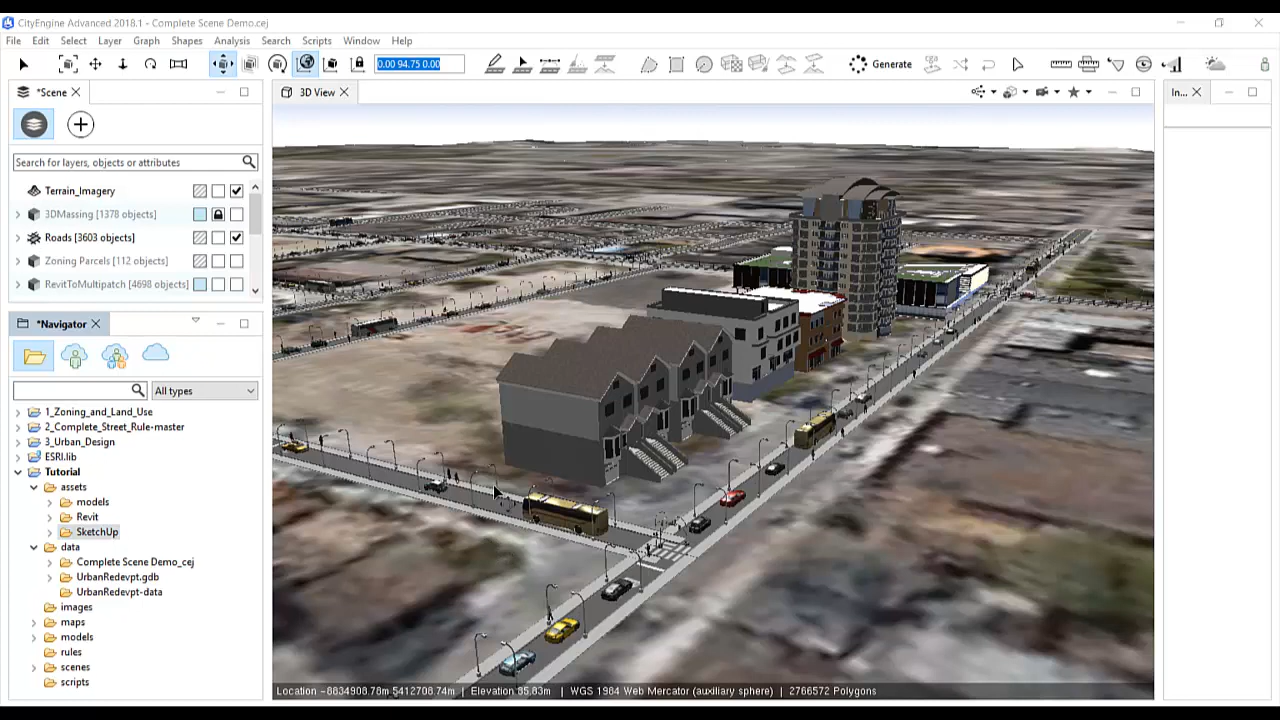 CityEngine Advanced 2018.1 - Complete Scene Demo.cej
File Edit Select Layer Graph Shapes Analysis Search Scripts Window Help
0.00 94.75 0.00
Generate
*Scene
3D View
In...
Search for layers, objects or attributes
Terrain_Imagery
3DMassing [1378 objects]
Roads [3603 objects]
Zoning Parcels [112 objects]
RevitToMultipatch [4698 objects]
*Navigator
All types
1_Zoning_and_Land_Use
2_Complete_Street_Rule-master
3_Urban_Design
ESRI.lib
Tutorial
assets
models
Revit
SketchUp
data
Complete Scene Demo_cej
UrbanRedevpt.gdb
UrbanRedevpt-data
images
maps
models
rules
scenes
scripts
Location -8834908.78m 5412708.74m | Elevation 35.83m | WGS 1984 Web Mercator (auxiliary sphere) | 2766572 Polygons